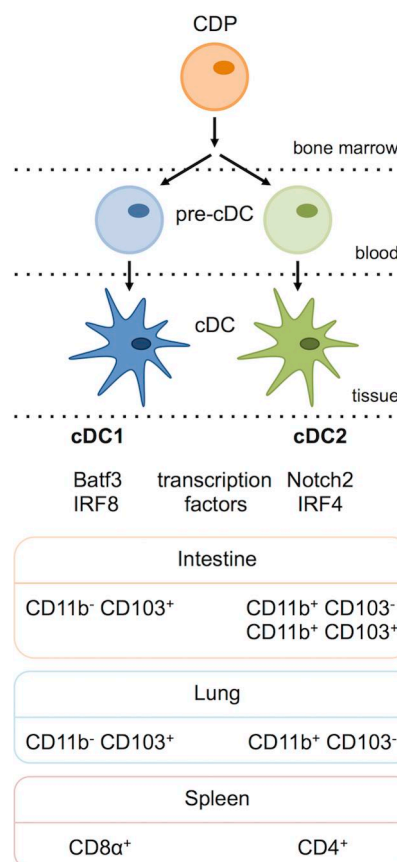 CDP
bone marrow
pre-cDC
blood
cDC
tissue
cDC1 cDC2
Batf3 transcription Notch2
IRF8 factors IRF4
Intestine
CD11b⁻ CD103⁺ CD11b⁺ CD103⁻
CD11b⁺ CD103⁺
Lung
CD11b⁻ CD103⁺ CD11b⁺ CD103⁻
Spleen
CD8α⁺ CD4⁺